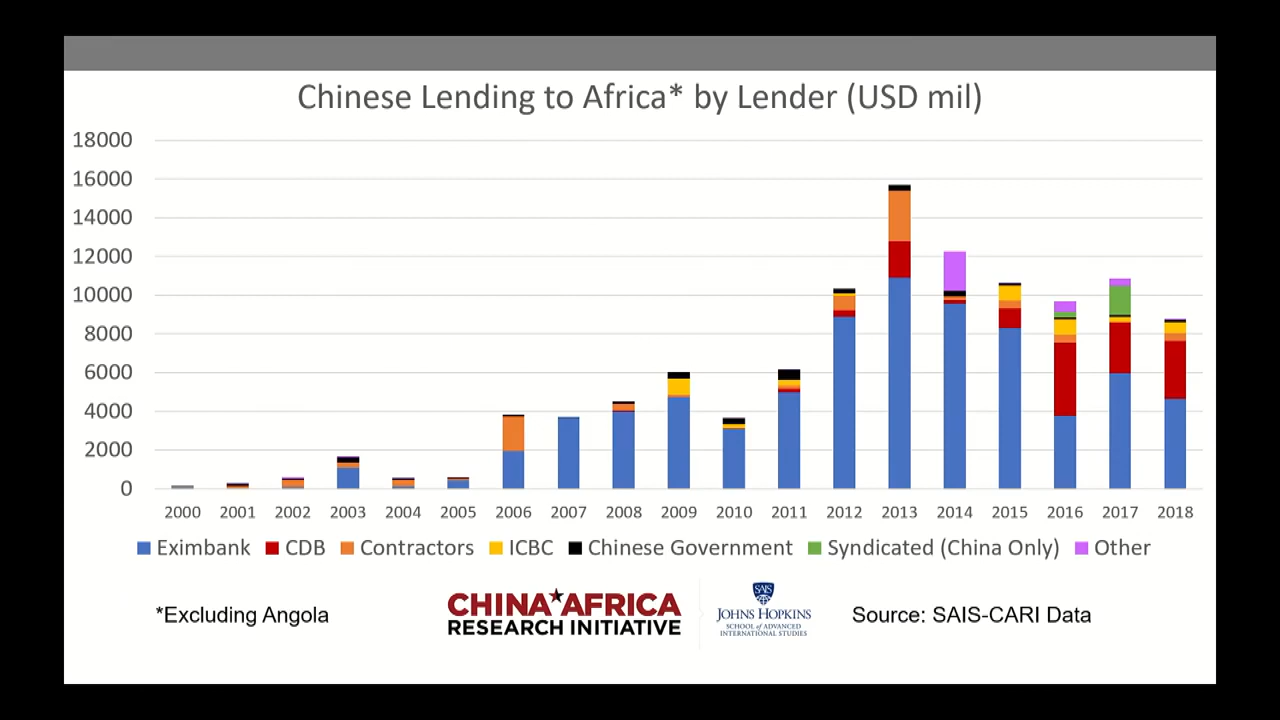 Chinese Lending to Africa* by Lender (USD mil)
18000
16000
14000
12000
10000
8000
6000
4000
2000
0
2000 2001 2002 2003 2004 2005 2006 2007 2008 2009 2010 2011 2012 2013 2014 2015 2016 2017 2018
Eximbank CDB Contractors ICBC Chinese Government Syndicated (China Only) Other
*Excluding Angola
CHINA AFRICA
RESEARCH INITIATIVE
SAIS
JOHNS HOPKINS
SCHOOL of ADVANCED
INTERNATIONAL STUDIES
Source: SAIS-CARI Data